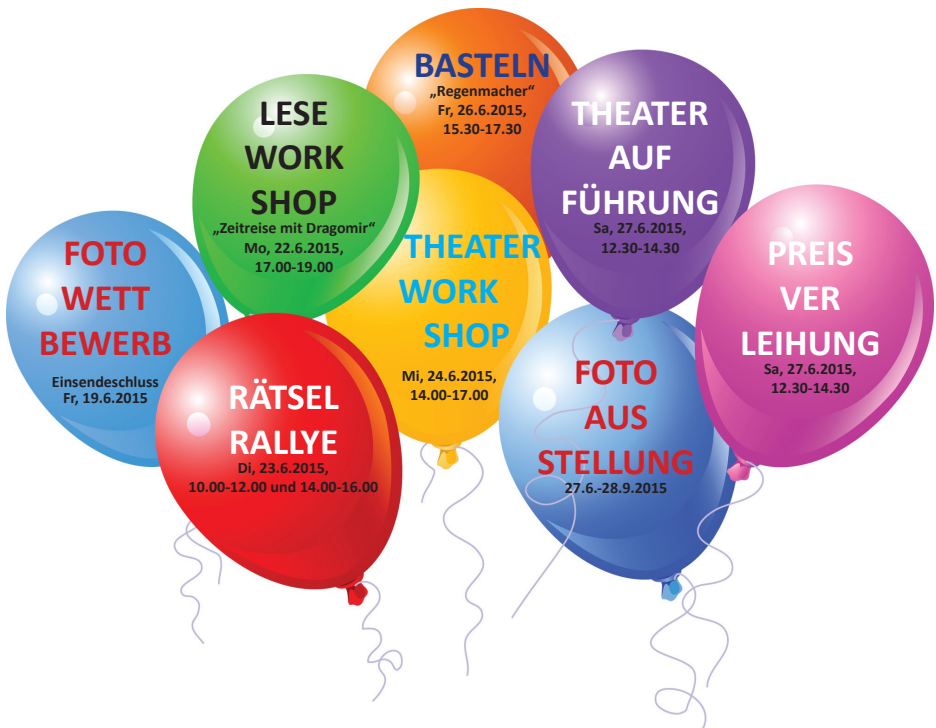 FOTO
WETT
BEWERB
Einsendeschluss
Fr, 19.6.2015
LESE
WORK
SHOP
„Zeitreise mit Dragomir“
Mo, 22.6.2015,
17.00-19.00
RÄTSEL
RALLYE
Di, 23.6.2015,
10.00-12.00 und 14.00-16.00
BASTELN
„Regenmacher“
Fr, 26.6.2015,
15.30-17.30
THEATER
WORK
SHOP
Mi, 24.6.2015,
14.00-17.00
THEATER
AUF
FÜHRUNG
Sa, 27.6.2015,
12.30-14.30
FOTO
AUS
STELLUNG
27.6.-28.9.2015
PREIS
VER
LEIHUNG
Sa, 27.6.2015,
12.30-14.30